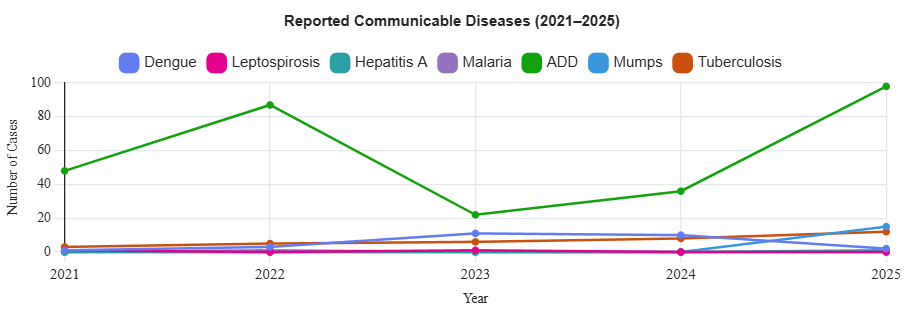 Reported Communicable Diseases (2021–2025)
Dengue Leptospirosis Hepatitis A Malaria ADD Mumps Tuberculosis
100
80
60
40
20
0
Number of Cases
2021 2022 2023 2024 2025
Year